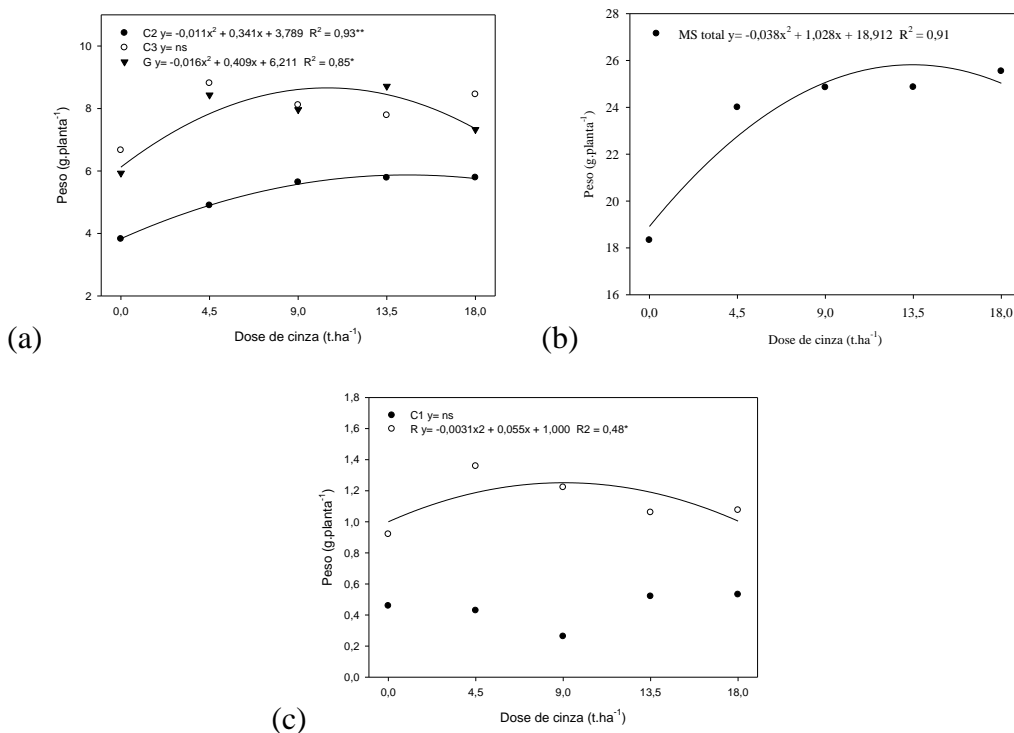 C2 y= -0,011x² + 0,341x + 3,789 R² = 0,93**
C3 y= ns
G y= -0,016x² + 0,409x + 6,211 R² = 0,85*
Peso (g.planta⁻¹)
10
8
6
4
2
0,0 4,5 9,0 13,5 18,0
Dose de cinza (t.ha⁻¹)
(a)
MS total y= -0,038x² + 1,028x + 18,912 R² = 0,91
Peso (g.planta⁻¹)
28
26
24
22
20
18
16
0,0 4,5 9,0 13,5 18,0
Dose de cinza (t.ha⁻¹)
(b)
C1 y= ns
R y= -0,0031x2 + 0,055x + 1,000 R2 = 0,48*
Peso (g.planta⁻¹)
1,8
1,6
1,4
1,2
1,0
0,8
0,6
0,4
0,2
0,0
0,0 4,5 9,0 13,5 18,0
Dose de cinza (t.ha⁻¹)
(c)